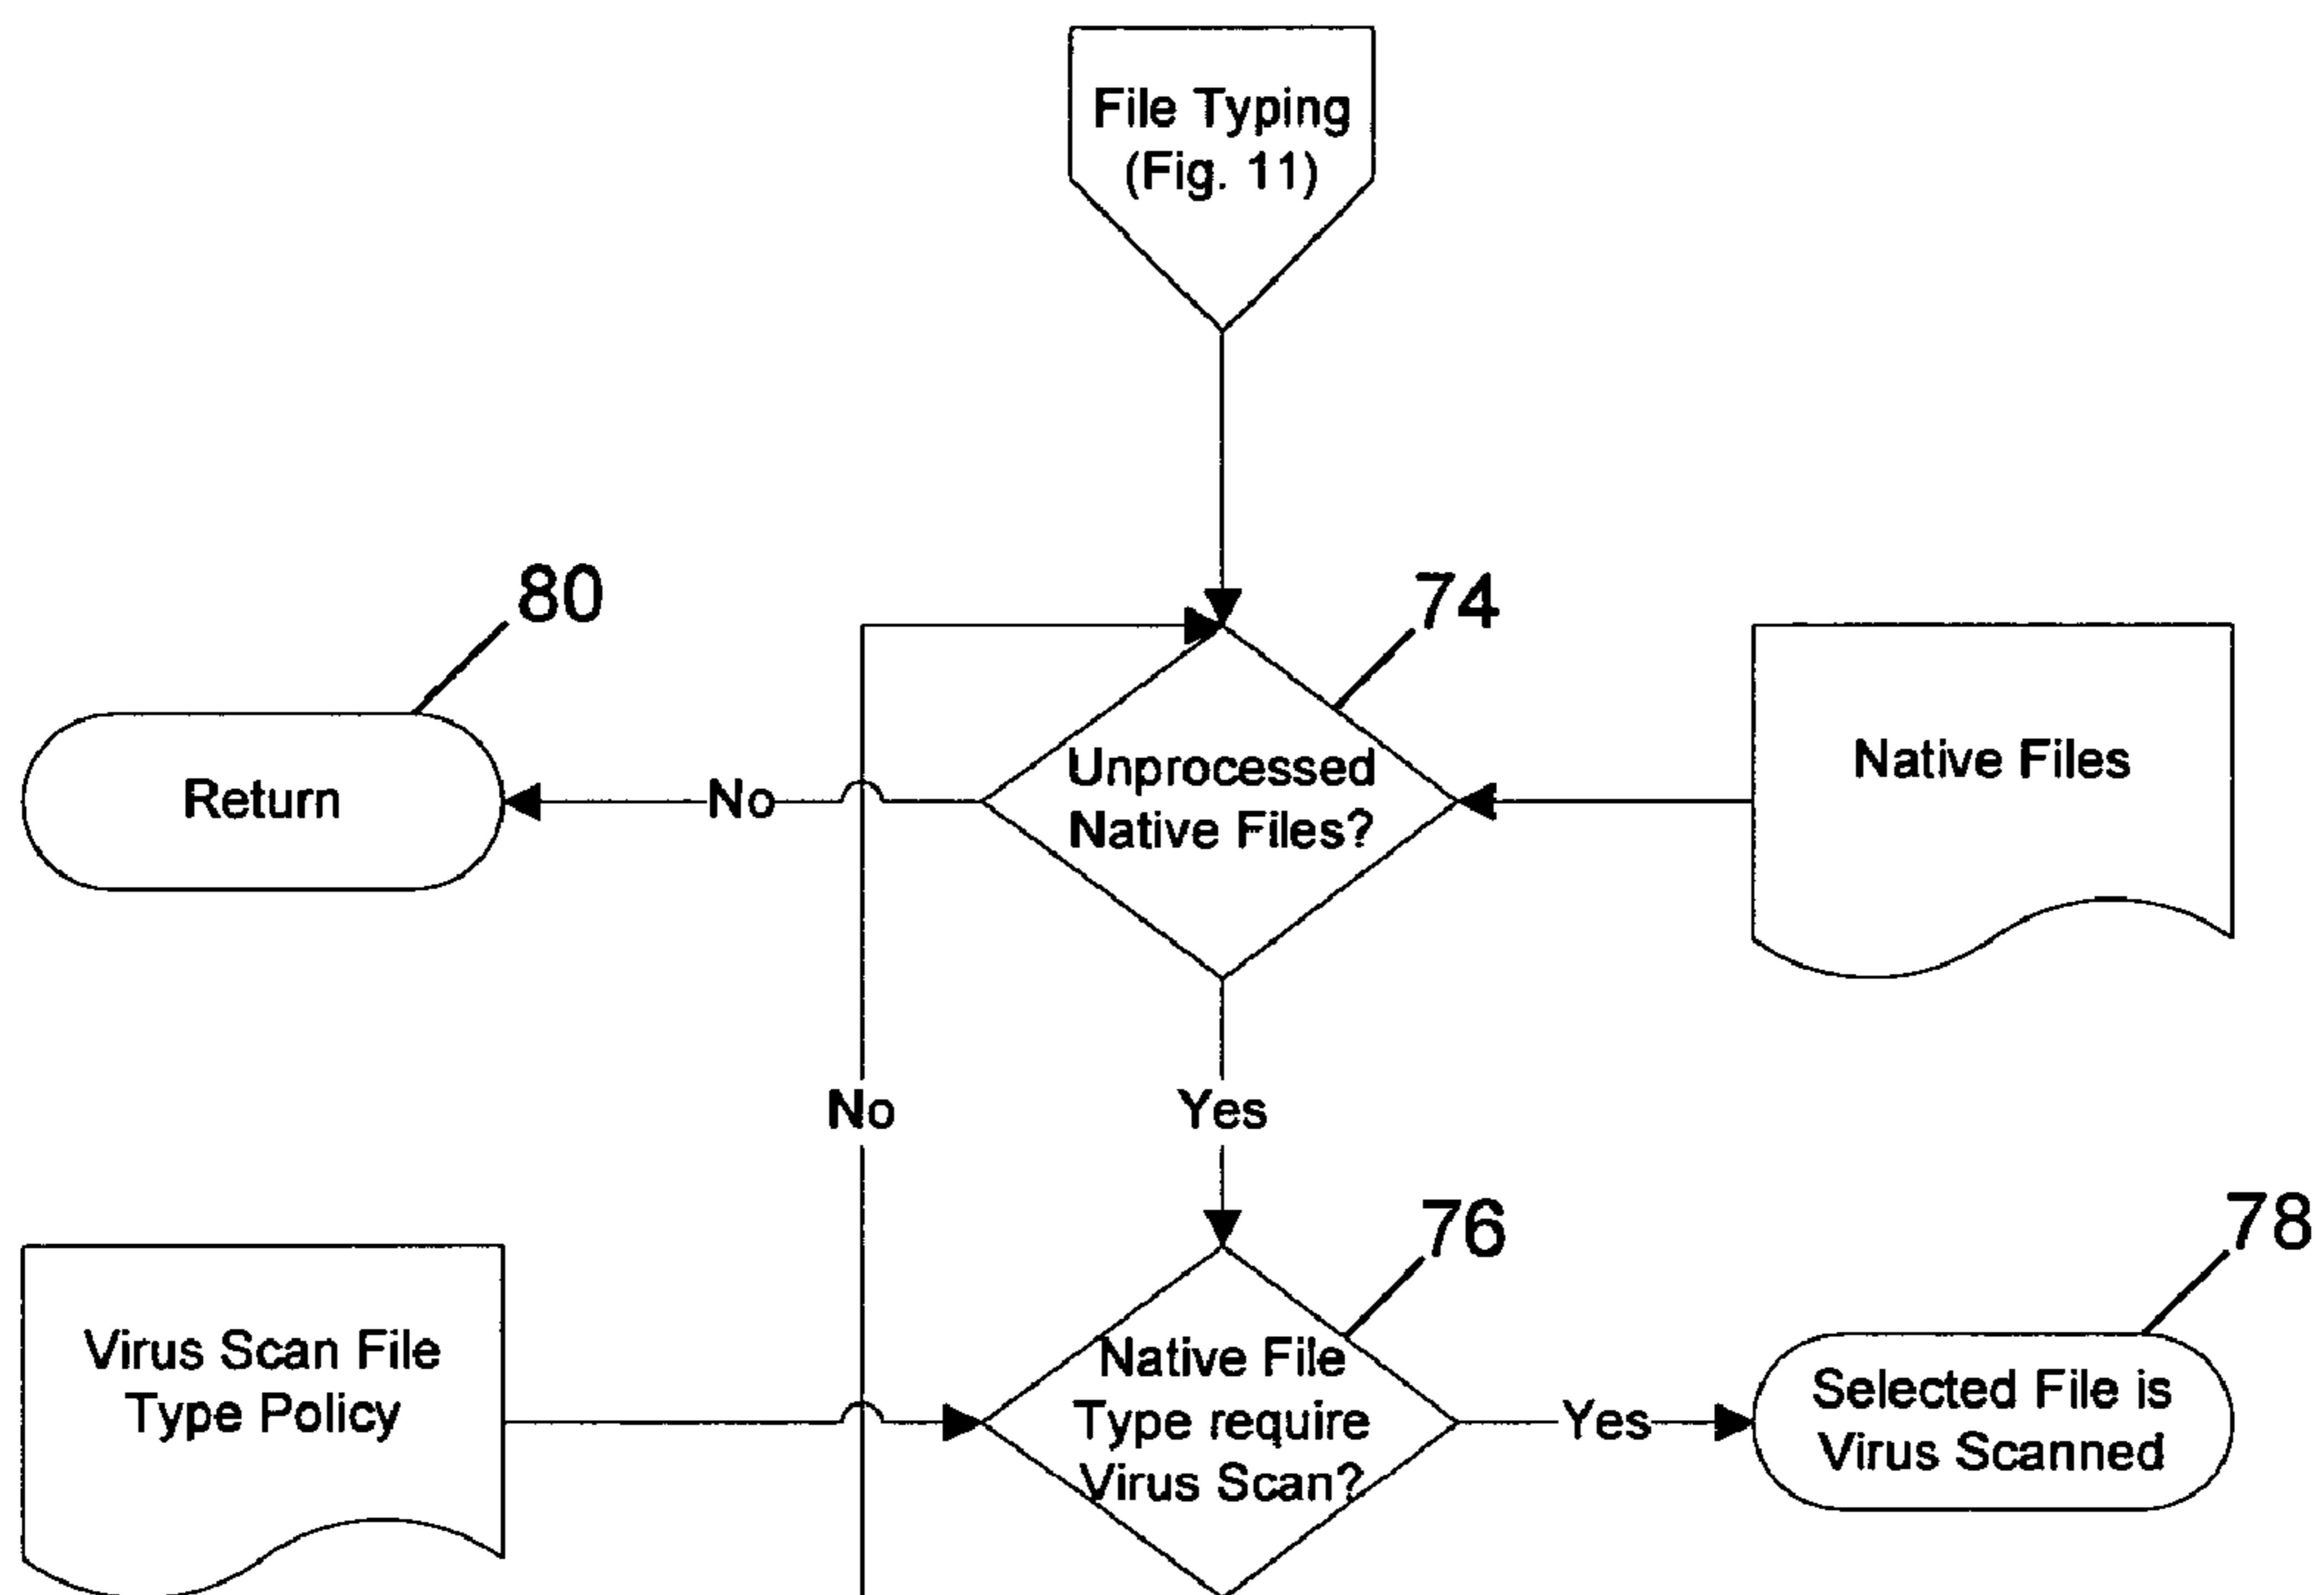 File Typing
(Fig. 11)
80
74
Return
No
Unprocessed
Native Files?
Native Files
No
Yes
76
78
Virus Scan File
Type Policy
Native File
Type require
Virus Scan?
Yes
Selected File is
Virus Scanned